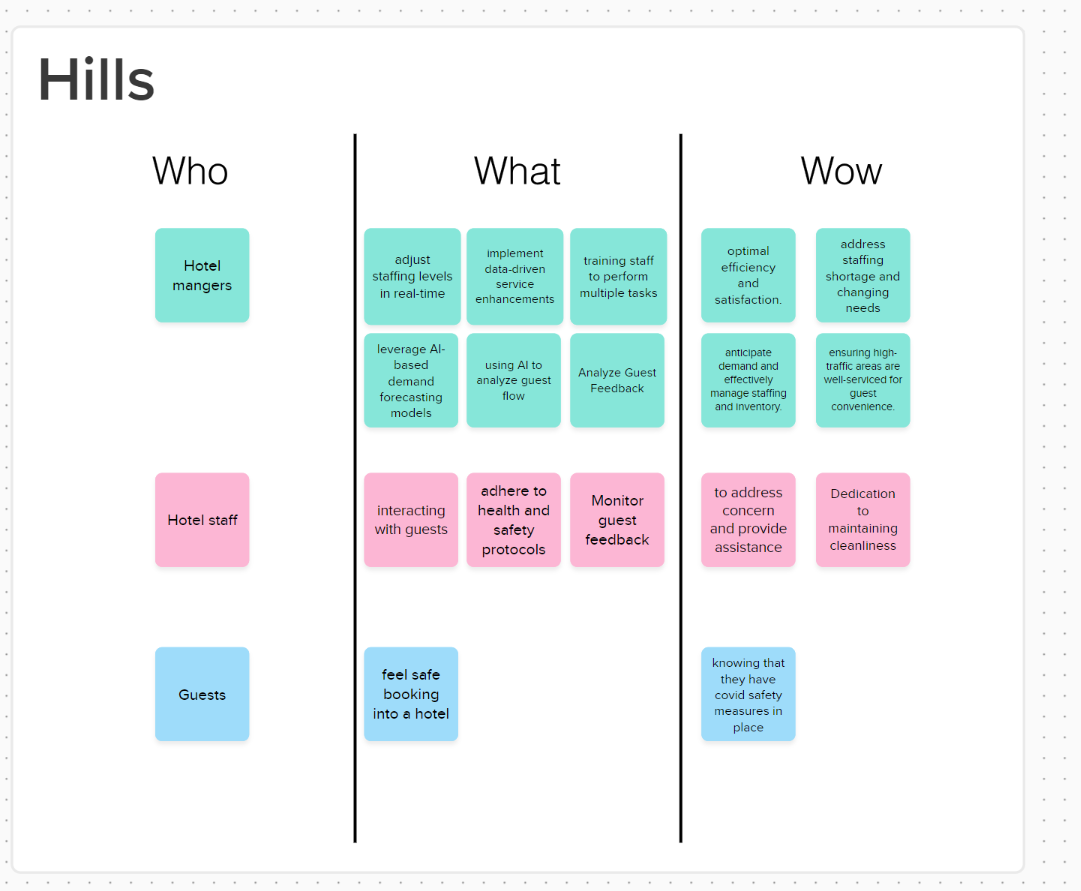 Hills
Who
What
Wow
Hotel
mangers
adjust
staffing levels
in real-time
implement
data-driven
service
enhancements
training staff
to perform
multiple tasks
optimal
efficiency
and
satisfaction.
address
staffing
shortage and
changing
needs
leverage AI-
based
demand
forecasting
models
using AI to
analyze guest
flow
Analyze Guest
Feedback
anticipate
demand and
effectively
manage staffing
and inventory.
ensuring high-
traffic areas are
well-serviced for
guest
convenience.
Hotel staff
interacting
with guests
adhere to
health and
safety
protocols
Monitor
guest
feedback
to address
concern
and provide
assistance
Dedication
to
maintaining
cleanliness
Guests
feel safe
booking
into a hotel
knowing that
they have
covid safety
measures in
place